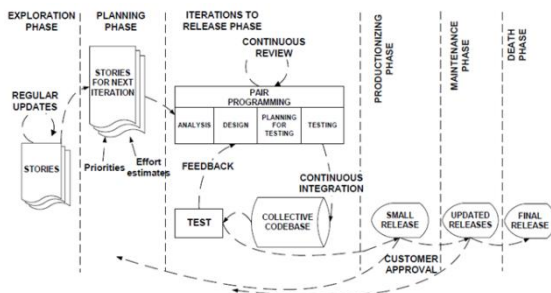 EXPLORATION
PHASE
PLANNING
PHASE
ITERATIONS TO
RELEASE PHASE
PRODUCTIONIZING
PHASE
MAINTENANCE
PHASE
DEATH
PHASE
REGULAR
UPDATES
STORIES
STORIES
FOR NEXT
ITERATION
Priorities
Effort
estimates
CONTINUOUS
REVIEW
PAIR
PROGRAMMING
ANALYSIS
DESIGN
PLANNING
FOR
TESTING
TESTING
FEEDBACK
CONTINUOUS
INTEGRATION
TEST
COLLECTIVE
CODEBASE
SMALL
RELEASE
UPDATED
RELEASES
FINAL
RELEASE
CUSTOMER
APPROVAL